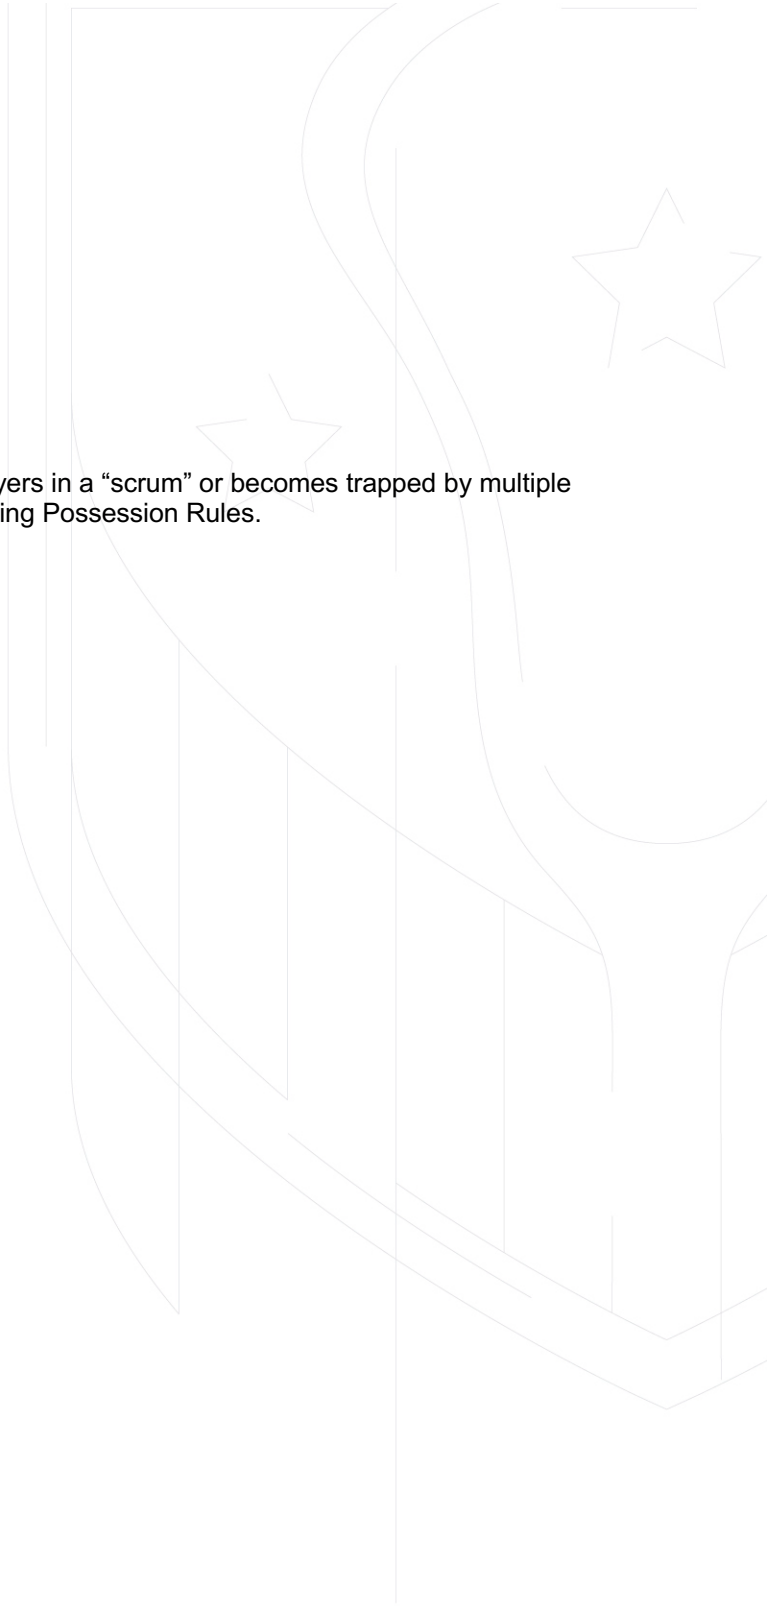 yers in a “scrum” or becomes trapped by multiple
ing Possession Rules.